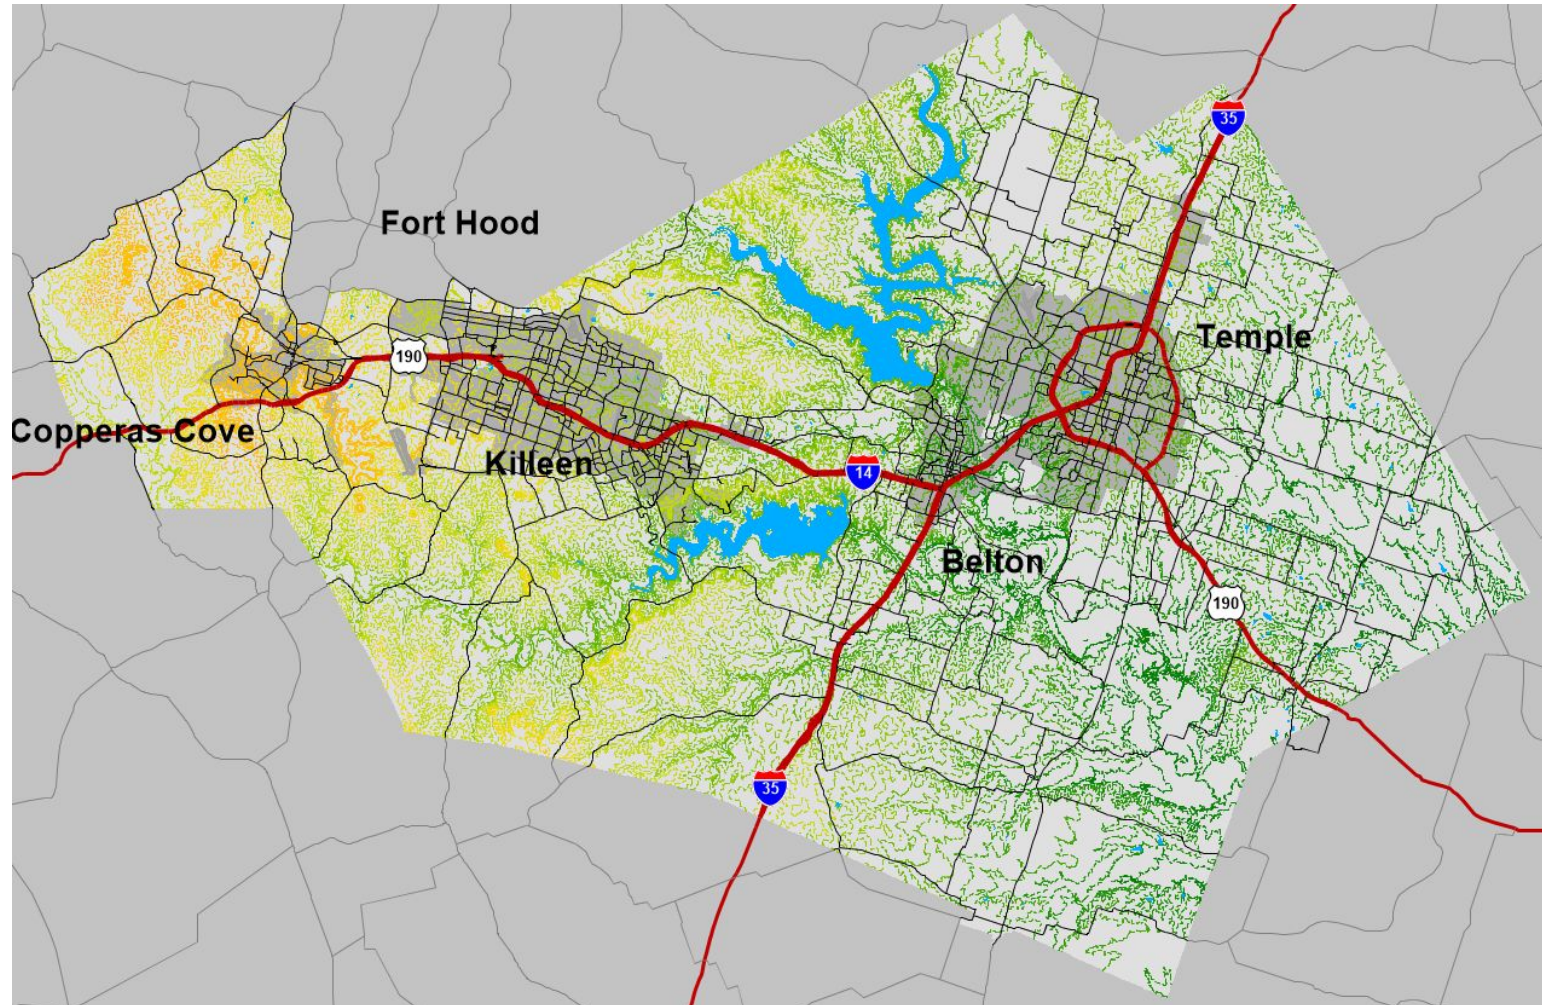 35
Fort Hood
Temple
190
Copperas Cove
Killeen
14
Belton
190
35